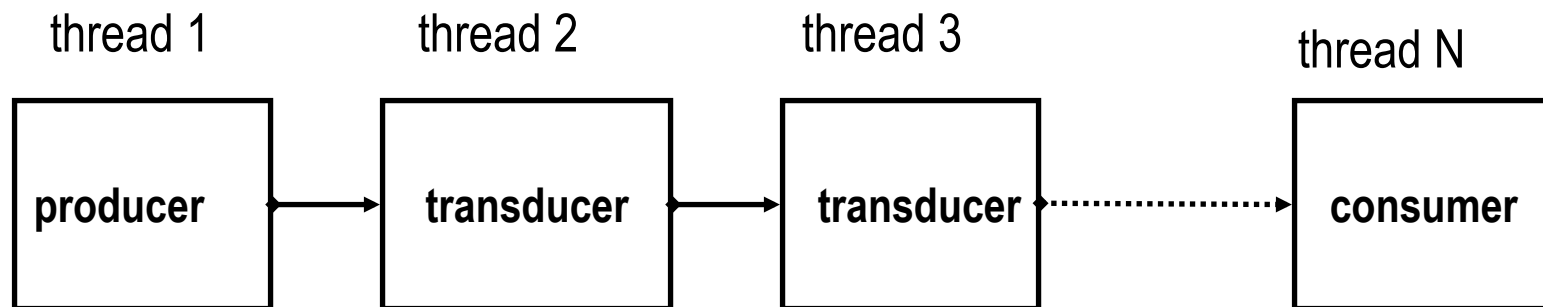 thread 1
thread 2
thread 3
thread N
producer
transducer
transducer
consumer